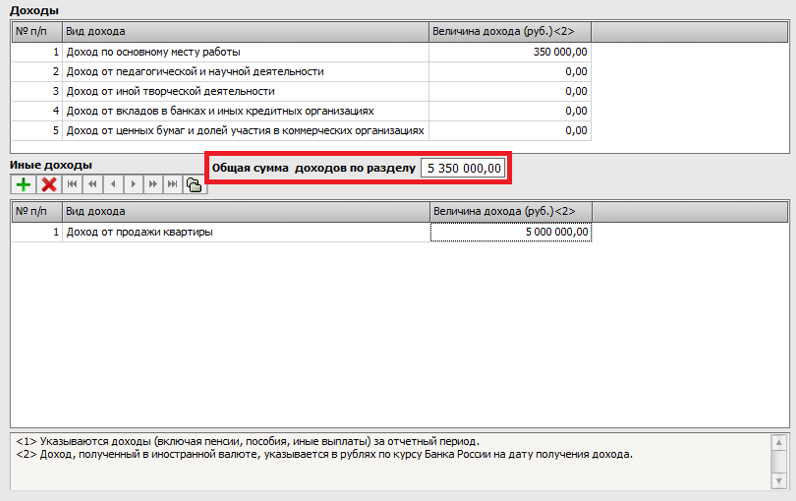 Доходы
№ п/п Вид дохода Величина дохода (руб.)<2>
1 Доход по основному месту работы 350 000,00
2 Доход от педагогической и научной деятельности 0,00
3 Доход от иной творческой деятельности 0,00
4 Доход от вкладов в банках и иных кредитных организациях 0,00
5 Доход от ценных бумаг и долей участия в коммерческих организациях 0,00
Иные доходы Общая сумма доходов по разделу 5 350 000,00
№ п/п Вид дохода Величина дохода (руб.)<2>
1 Доход от продажи квартиры 5 000 000,00
<1> Указываются доходы (включая пенсии, пособия, иные выплаты) за отчетный период.
<2> Доход, полученный в иностранной валюте, указывается в рублях по курсу Банка России на дату получения дохода.